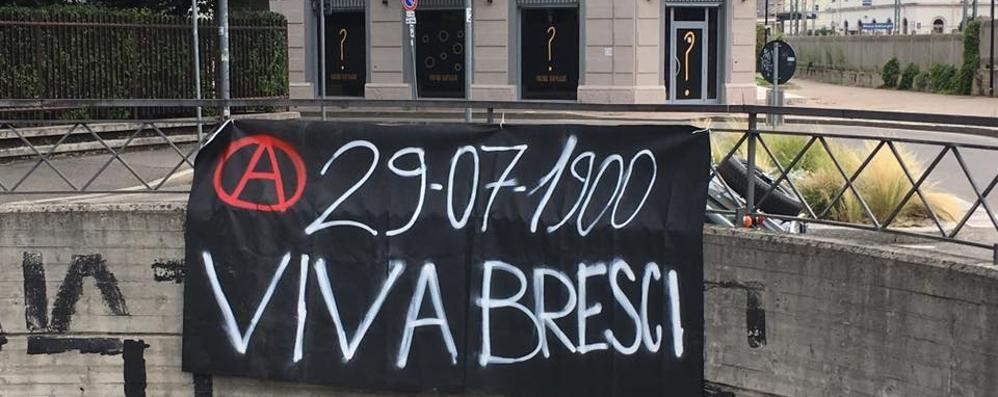 ? ? ?
A 29-07-1900
VIVA BRESCI